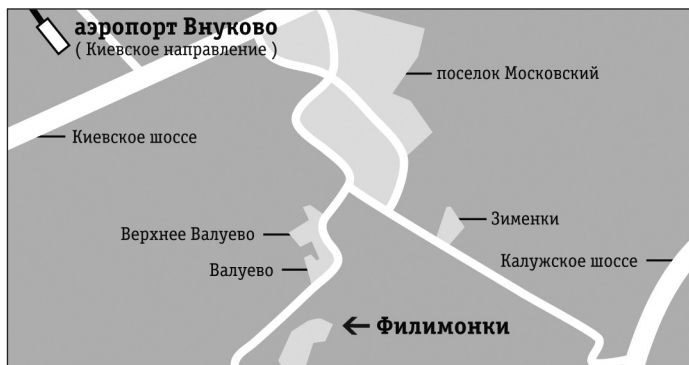 аэропорт Внуково
( Киевское направление )
поселок Московский
Киевское шоссе
Зименки
Верхнее Валуево
Калужское шоссе
Валуево
Филимонки